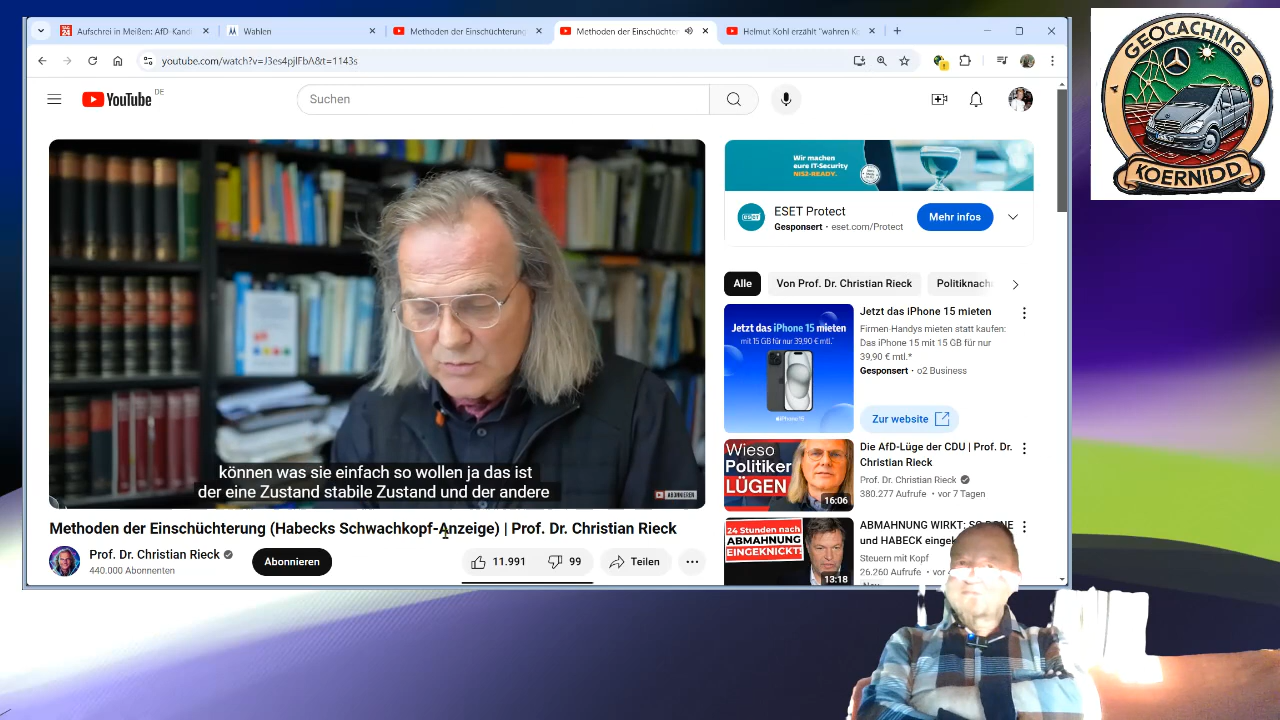 Aufschrei in Meißen: AfD-Kand
Wahlen
Methoden der Einschüchterung
Methoden der Einschüchter
Helmut Kohl erzählt "wahren K
youtube.com/watch?v=J3es4pjlFbA&t=1143s
YouTube DE
Suchen
können was sie einfach so wollen ja das ist
der eine Zustand stabile Zustand und der andere
ABONNIEREN
Methoden der Einschüchterung (Habecks Schwachkopf-Anzeige) | Prof. Dr. Christian Rieck
Prof. Dr. Christian Rieck
440.000 Abonnenten
Abonnieren
11.991
99
Teilen
Wir machen
eure IT-Security
NIS2-READY.
ESET
ESET Protect
Gesponsert · eset.com/Protect
Mehr infos
Alle
Von Prof. Dr. Christian Rieck
Politiknach
Jetzt das iPhone 15 mieten
mit 15 GB für nur 39,90 € mtl.*
iPhone 15
Jetzt das iPhone 15 mieten
Firmen-Handys mieten statt kaufen:
Das iPhone 15 mit 15 GB für nur
39,90 € mtl.*
Gesponsert · o2 Business
Zur website
Wieso
Politiker
LÜGEN
16:06
Die AfD-Lüge der CDU | Prof. Dr.
Christian Rieck
Prof. Dr. Christian Rieck
380.277 Aufrufe · vor 7 Tagen
24 Stunden nach
ABMAHNUNG
EINGEKNICKT!
13:18
ABMAHNUNG WIRKT:
und HABECK
Steuern mit Kopf
26.260 Aufrufe
Neu
GEOCACHING
KOERNIDD